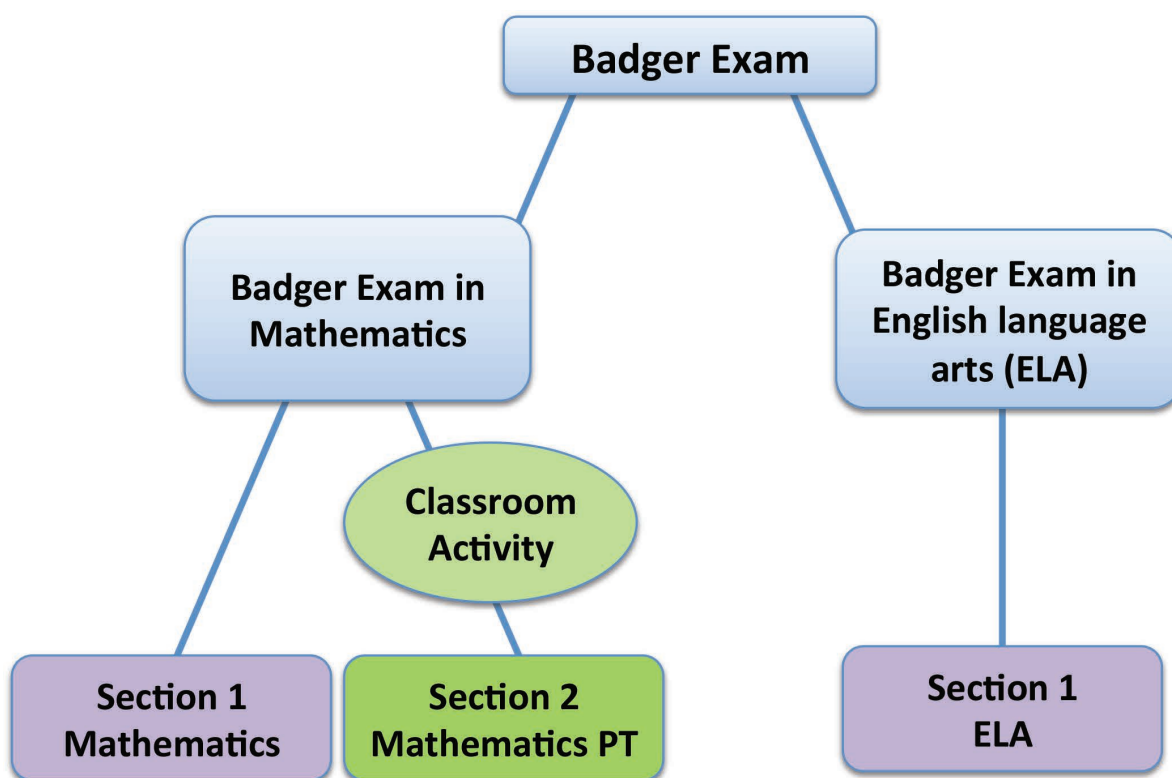 Badger Exam
Badger Exam in
Mathematics
Badger Exam in
English language
arts (ELA)
Classroom
Activity
Section 1
Mathematics
Section 2
Mathematics PT
Section 1
ELA